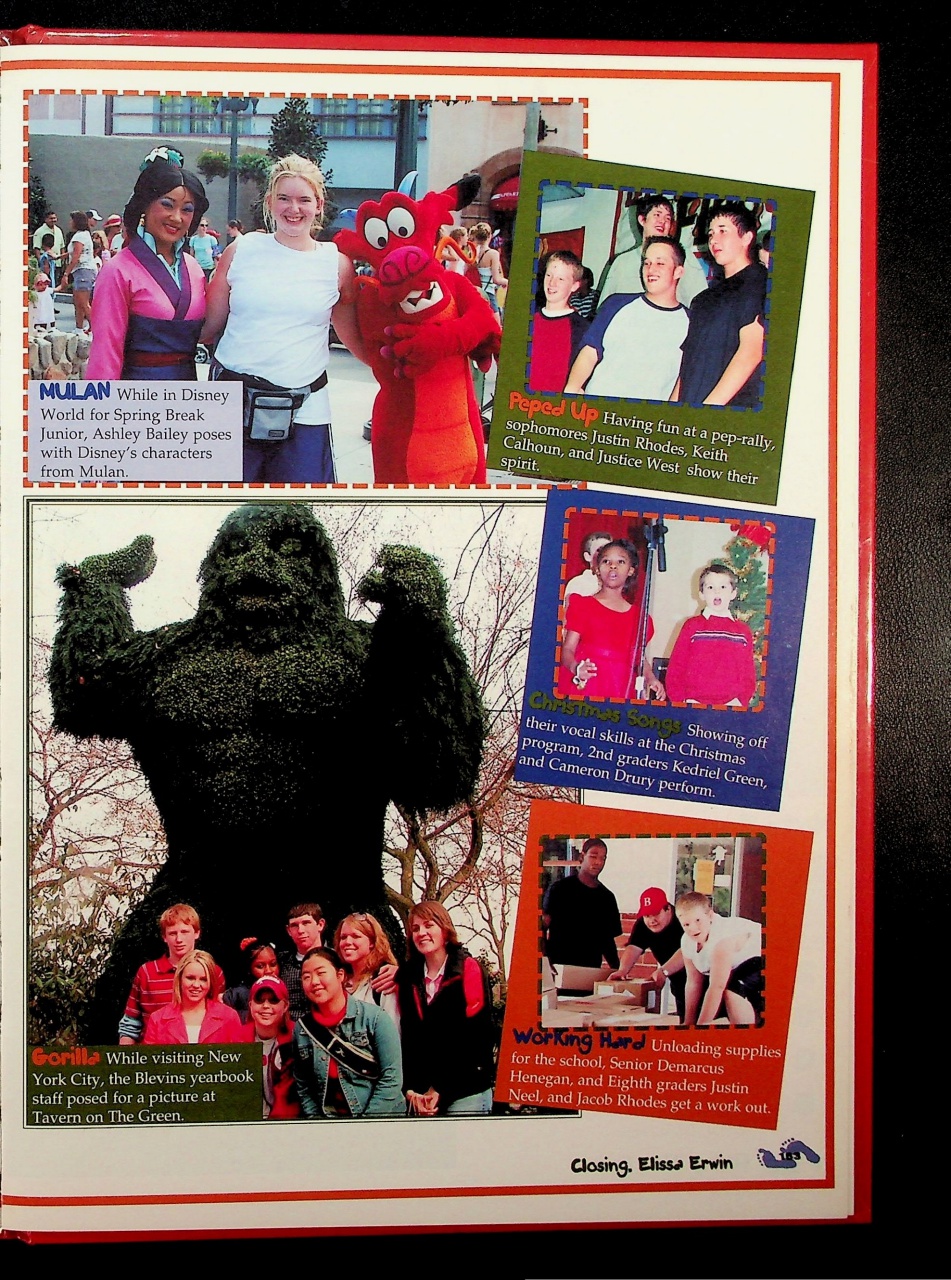 MULAN While in Disney
World for Spring Break
Junior, Ashley Bailey poses
with Disney's characters
from Mulan.
Peped Up Having fun at a pep-rally,
sophomores Justin Rhodes, Keith
Calhoun, and Justice West show their
spirit.
Christmas Songs Showing off
their vocal skills at the Christmas
program, 2nd graders Kedriel Green,
and Cameron Drury perform.
B
Working Hard Unloading supplies
for the school, Senior Demarcus
Henegan, and Eighth graders Justin
Neel, and Jacob Rhodes get a work out.
Gorilla While visiting New
York City, the Blevins yearbook
staff posed for a picture at
Tavern on The Green.
Closing. Elissa Erwin
163